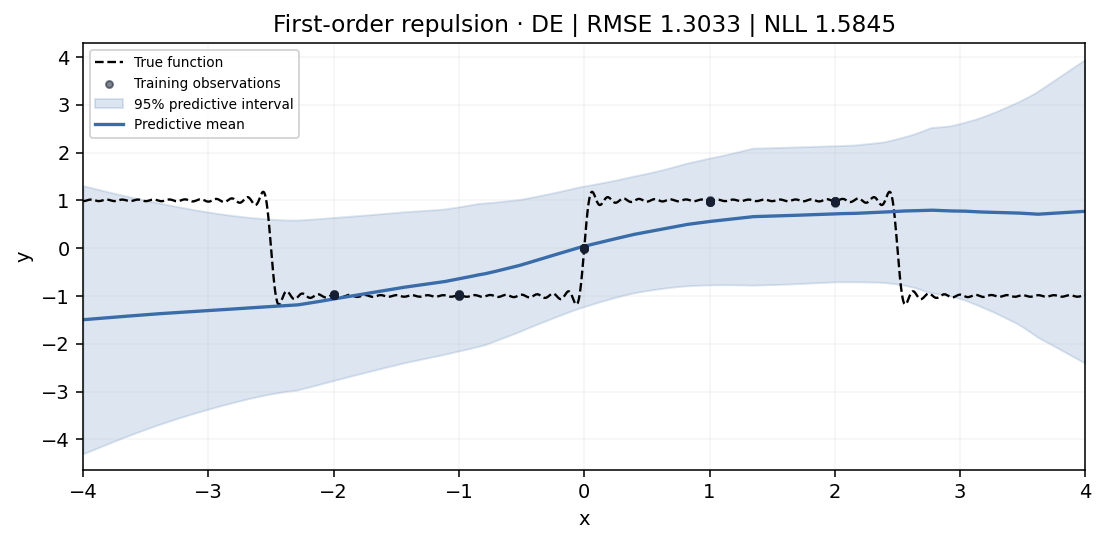 First-order repulsion · DE | RMSE 1.3033 | NLL 1.5845
True function
Training observations
95% predictive interval
Predictive mean
4
3
2
1
0
−1
−2
−3
−4
y
−4 −3 −2 −1 0 1 2 3 4
x